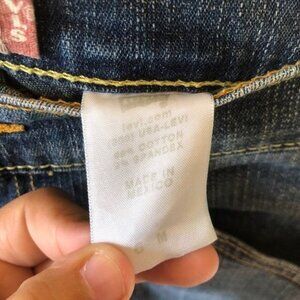 levi.com
(800) USA-LEVI
98% COTTON
2% SPANDEX
MADE IN
MEXICO
M